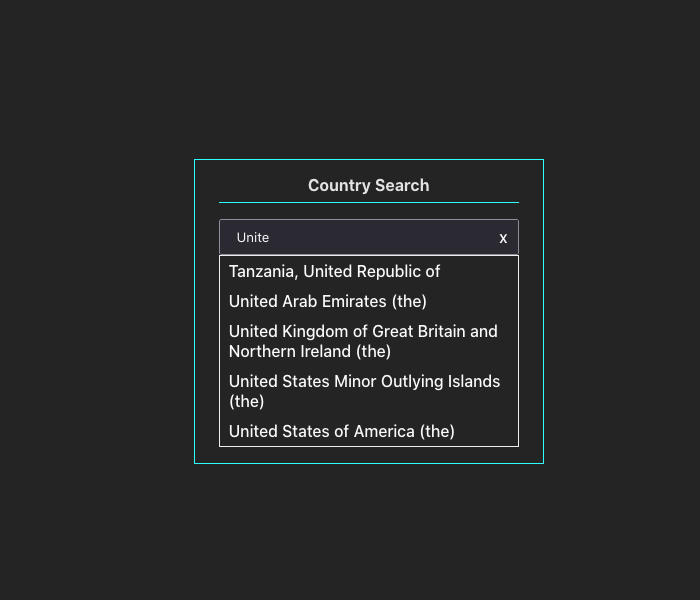 Country Search
Unite x
Tanzania, United Republic of
United Arab Emirates (the)
United Kingdom of Great Britain and
Northern Ireland (the)
United States Minor Outlying Islands
(the)
United States of America (the)